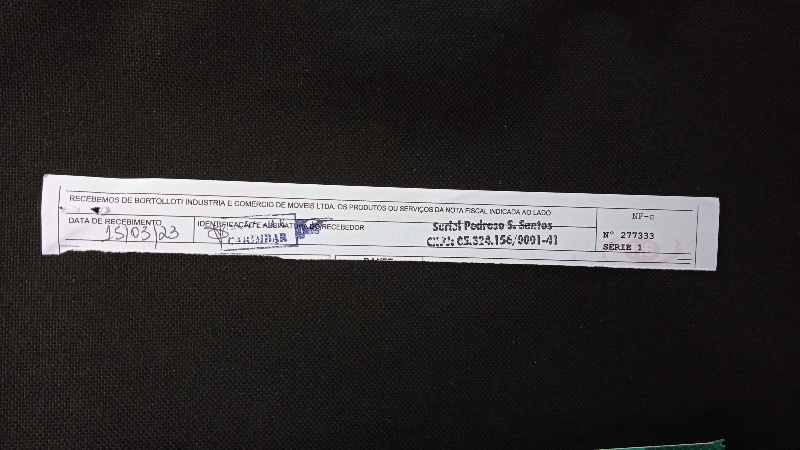 RECEBEMOS DE BORTOLLOTI INDUSTRIA E COMERCIO DE MOVEIS LTDA. OS PRODUTOS OU SERVIÇOS DA NOTA FISCAL INDICADA AO LADO
NF-e
Nº 277333
SÉRIE 1
DATA DE RECEBIMENTO
15/03/23
IDENTIFICAÇÃO E ASSINATURA DO RECEBEDOR
CARIMBAR
Pedroso S. Santos
CNPJ: 05.324.156/0001-41